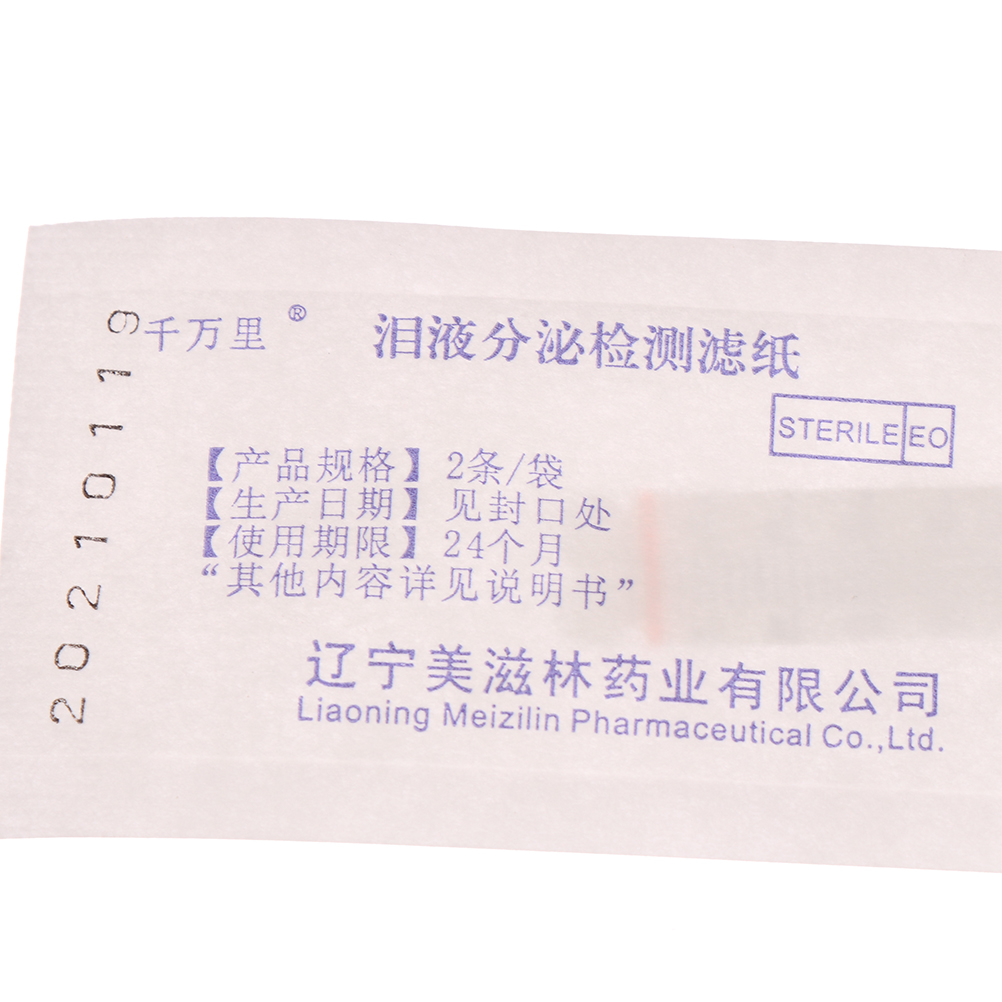 20210119
千万里® 泪液分泌检测滤纸
STERILE EO
【产品规格】 2条/袋
【生产日期】 见封口处
【使用期限】 24个月
“其他内容详见说明书”
辽宁美滋林药业有限公司
Liaoning Meizilin Pharmaceutical Co.,Ltd.